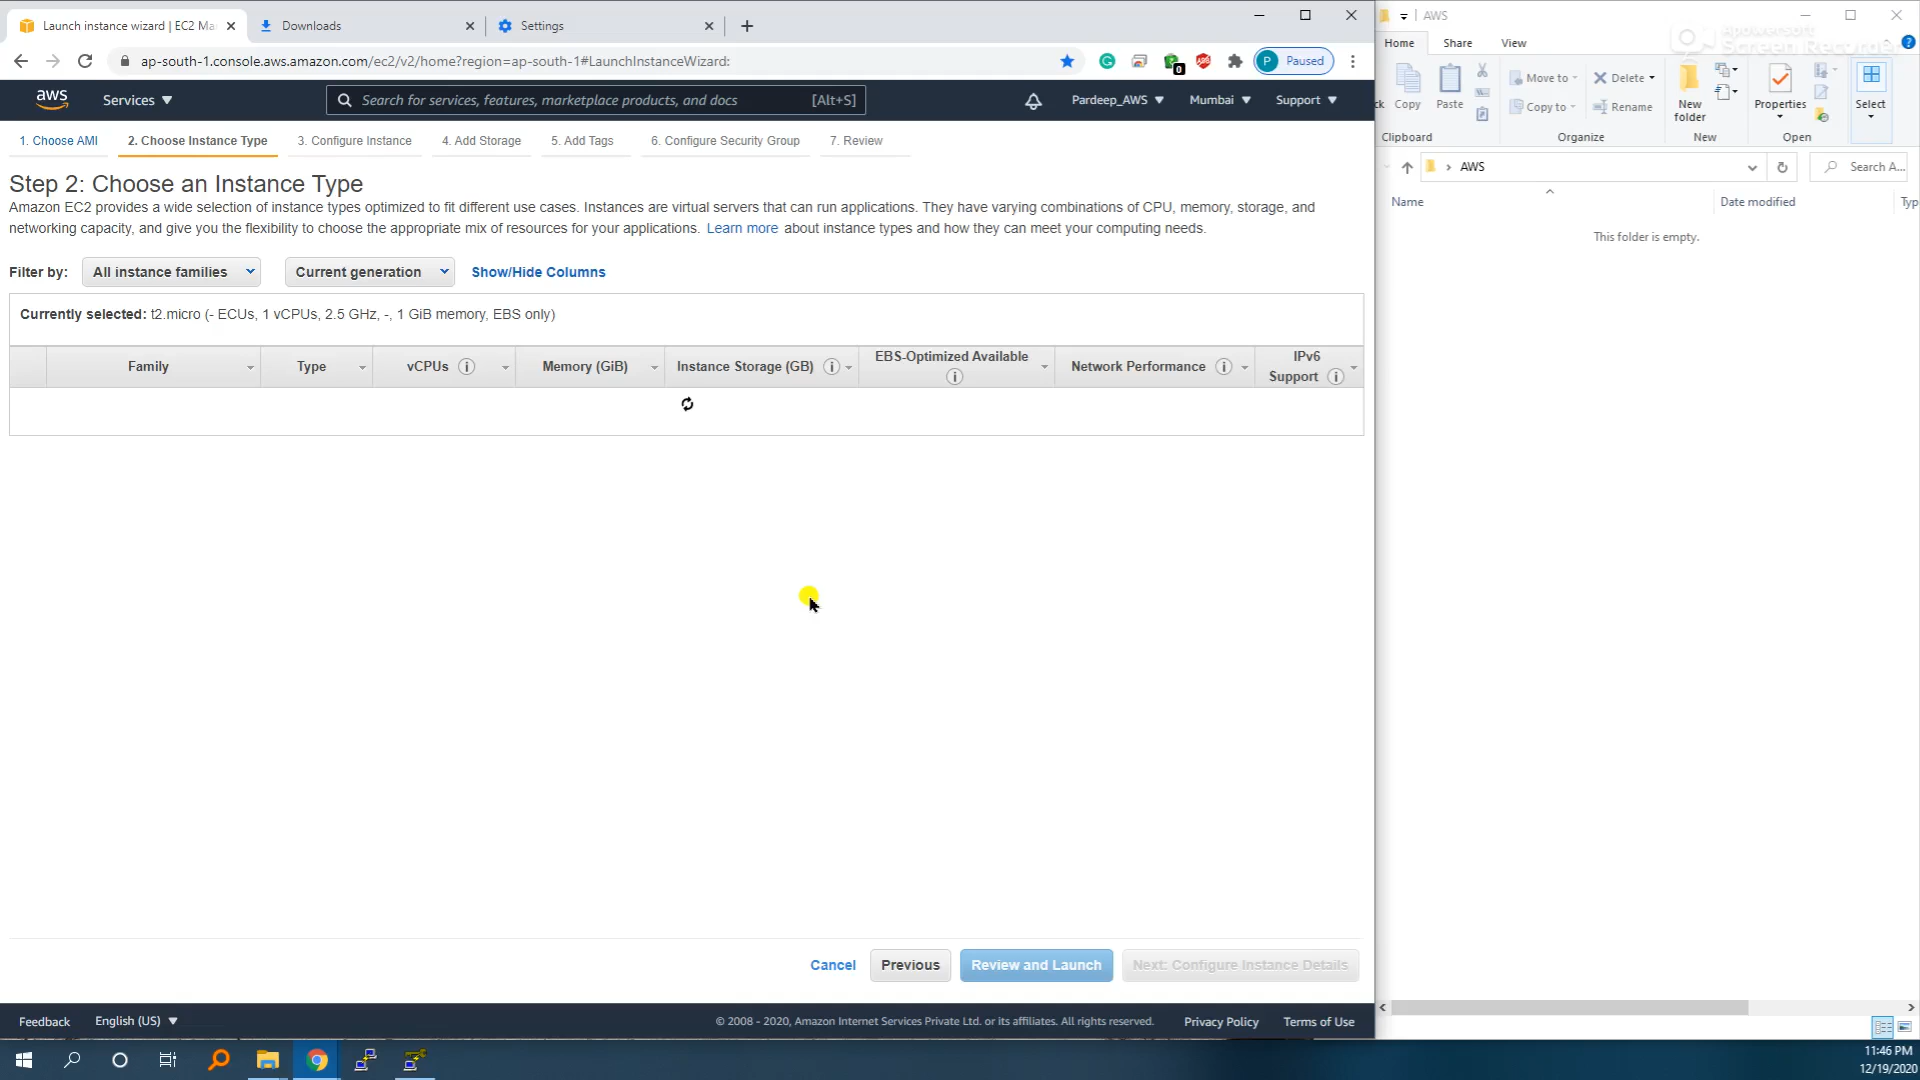 Launch instance wizard | EC2 Ma
Downloads
Settings
AWS
ap-south-1.console.aws.amazon.com/ec2/v2/home?region=ap-south-1#LaunchInstanceWizard:
0
ABP
P Paused
Apowersoft
Screen Recorder
Home
Share
View
aws
Services
Search for services, features, marketplace products, and docs [Alt+S]
Pardeep_AWS
Mumbai
Support
Copy
Paste
Move to
Copy to
Delete
Rename
New
folder
Properties
Select
Clipboard
Organize
New
Open
1. Choose AMI
2. Choose Instance Type
3. Configure Instance
4. Add Storage
5. Add Tags
6. Configure Security Group
7. Review
AWS
Search A...
Step 2: Choose an Instance Type
Amazon EC2 provides a wide selection of instance types optimized to fit different use cases. Instances are virtual servers that can run applications. They have varying combinations of CPU, memory, storage, and
networking capacity, and give you the flexibility to choose the appropriate mix of resources for your applications. Learn more about instance types and how they can meet your computing needs.
Name
Date modified
Typ
This folder is empty.
Filter by:
All instance families
Current generation
Show/Hide Columns
Currently selected: t2.micro (- ECUs, 1 vCPUs, 2.5 GHz, -, 1 GiB memory, EBS only)
Family
Type
vCPUs
Memory (GiB)
Instance Storage (GB)
EBS-Optimized Available
Network Performance
IPv6
Support
Cancel
Previous
Review and Launch
Next: Configure Instance Details
Feedback
English (US)
© 2008 - 2020, Amazon Internet Services Private Ltd. or its affiliates. All rights reserved.
Privacy Policy
Terms of Use
11:46 PM
12/19/2020